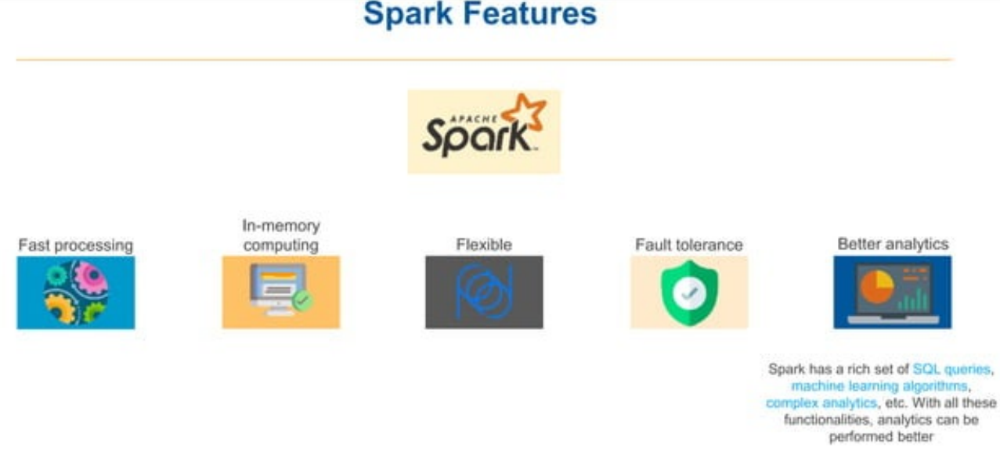 Spark Features
APACHE
Spark™
Fast processing
In-memory
computing
Flexible
Fault tolerance
Better analytics
Spark has a rich set of SQL queries,
machine learning algorithms,
complex analytics, etc. With all these
functionalities, analytics can be
performed better